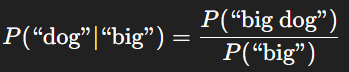 P(“dog”|“big”) = P(“big dog”) / P(“big”)